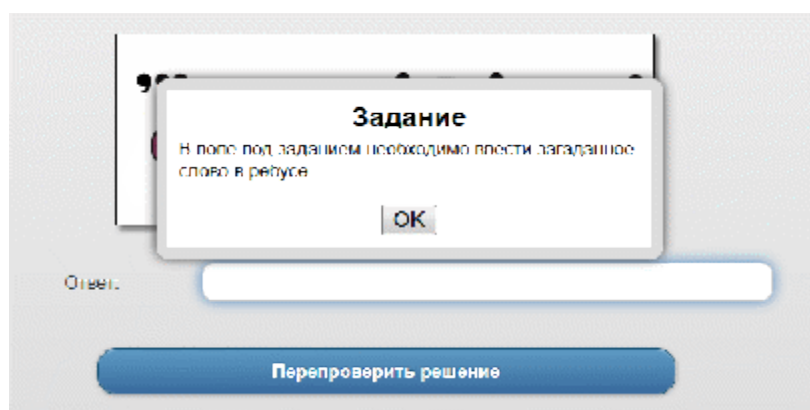 Задание
В поле под заданием необходимо ввести загаданное
слово в ребусе
OK
Ответ:
Перепроверить решение